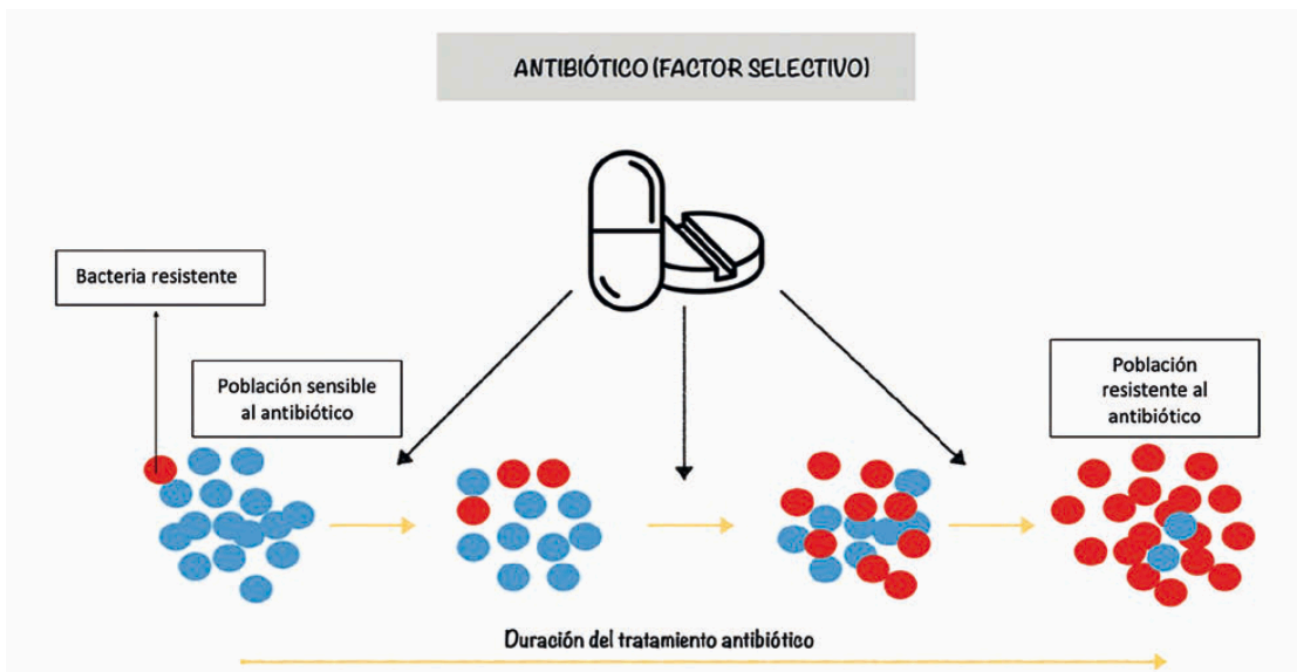 ANTIBIÓTICO (FACTOR SELECTIVO)
Bacteria resistente
Población sensible
al antibiótico
Población
resistente al
antibiótico
Duración del tratamiento antibiótico